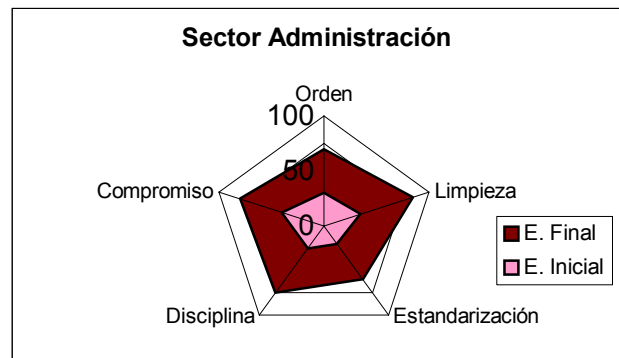 Sector Administración
Orden
100
50
0
Compromiso
Limpieza
Disciplina
Estandarización
E. Final
E. Inicial